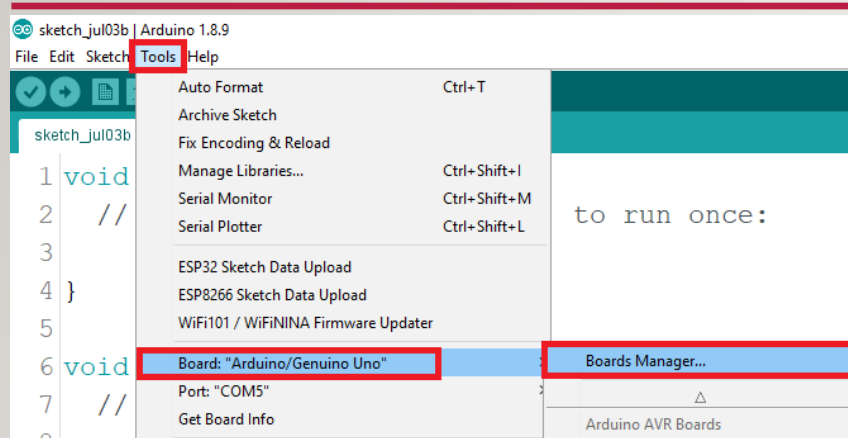 sketch_jul03b | Arduino 1.8.9
File Edit Sketch Tools Help
sketch_jul03b
Auto Format Ctrl+T
Archive Sketch
Fix Encoding & Reload
Manage Libraries... Ctrl+Shift+I
Serial Monitor Ctrl+Shift+M
Serial Plotter Ctrl+Shift+L
ESP32 Sketch Data Upload
ESP8266 Sketch Data Upload
WiFi101 / WiFiNINA Firmware Updater
Board: "Arduino/Genuino Uno"
Port: "COM5"
Get Board Info
Boards Manager...
Arduino AVR Boards
1 void
2 // to run once:
3
4 }
5
6 void
7 //